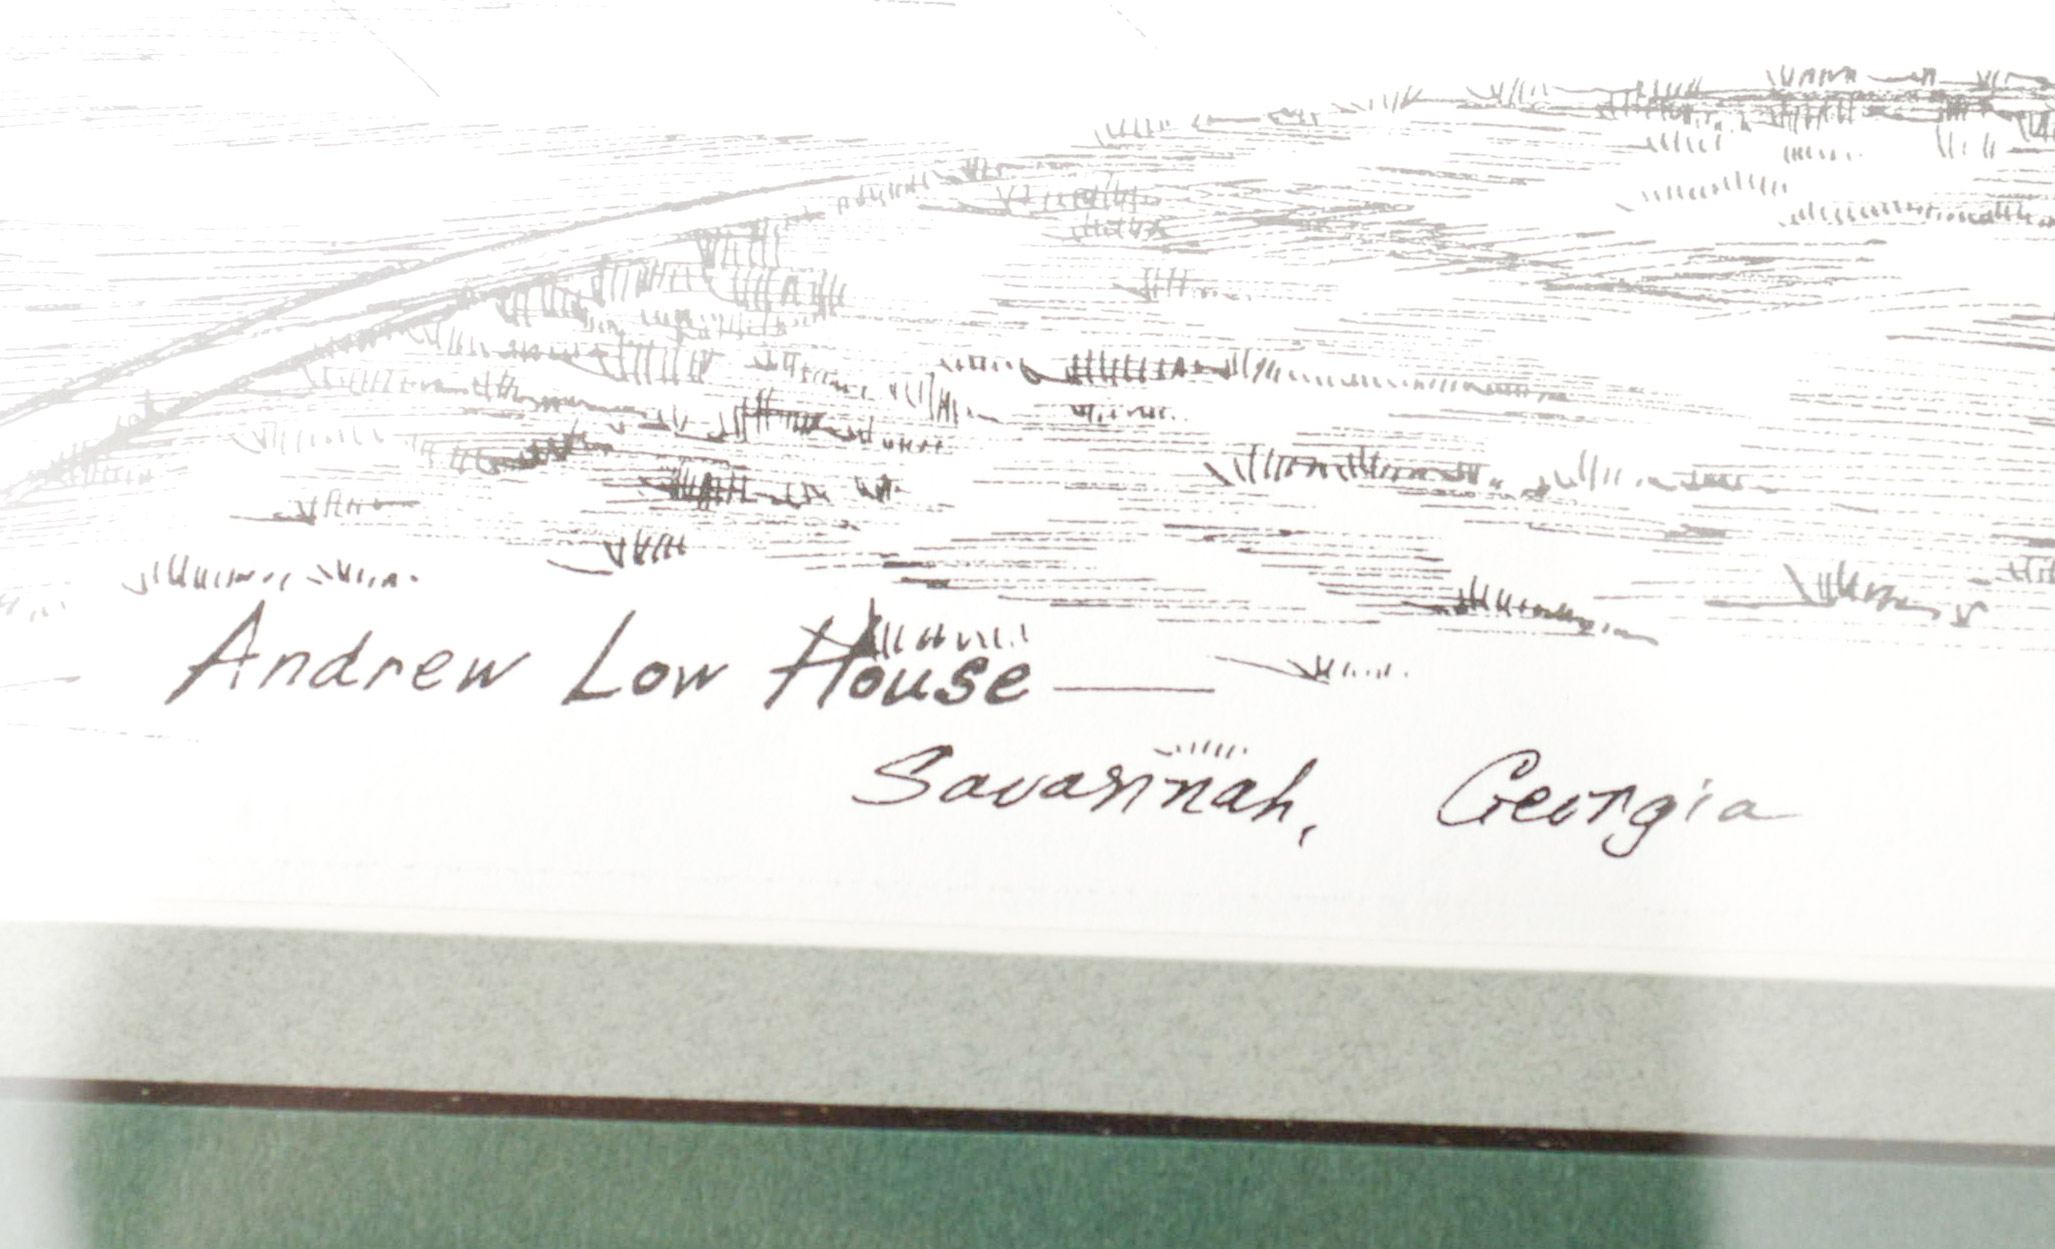 Andrew Low House —
Savannah, Georgia